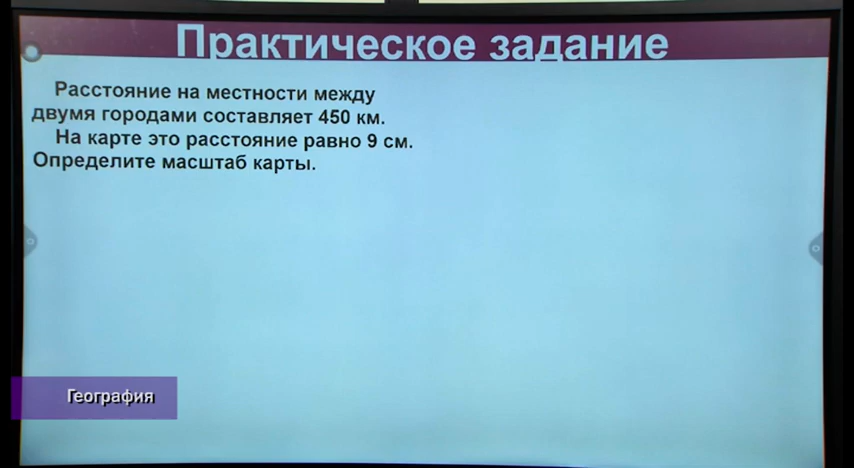 Практическое задание
Расстояние на местности между
двумя городами составляет 450 км.
На карте это расстояние равно 9 см.
Определите масштаб карты.
География